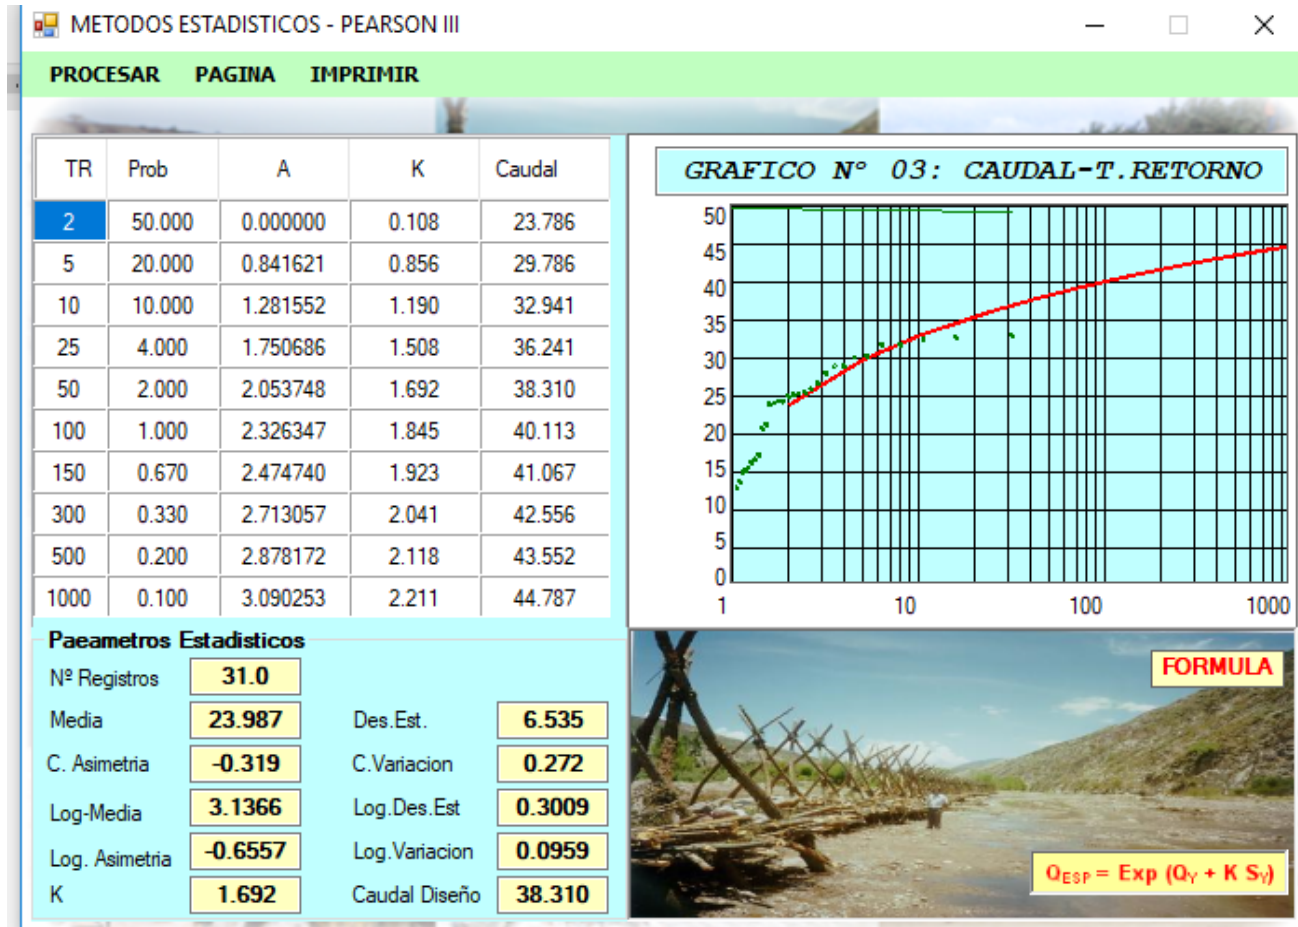 METODOS ESTADISTICOS - PEARSON III
PROCESAR PAGINA IMPRIMIR
TR Prob A K Caudal
2 50.000 0.000000 0.108 23.786
5 20.000 0.841621 0.856 29.786
10 10.000 1.281552 1.190 32.941
25 4.000 1.750686 1.508 36.241
50 2.000 2.053748 1.692 38.310
100 1.000 2.326347 1.845 40.113
150 0.670 2.474740 1.923 41.067
300 0.330 2.713057 2.041 42.556
500 0.200 2.878172 2.118 43.552
1000 0.100 3.090253 2.211 44.787
GRAFICO Nº 03: CAUDAL-T.RETORNO
50
45
40
35
30
25
20
15
10
5
0
1 10 100 1000
Paeametros Estadisticos
Nº Registros 31.0
Media 23.987 Des.Est. 6.535
C. Asimetria -0.319 C.Variacion 0.272
Log-Media 3.1366 Log.Des.Est 0.3009
Log. Asimetria -0.6557 Log.Variacion 0.0959
K 1.692 Caudal Diseño 38.310
FORMULA
QESP = Exp (QY + K SY)